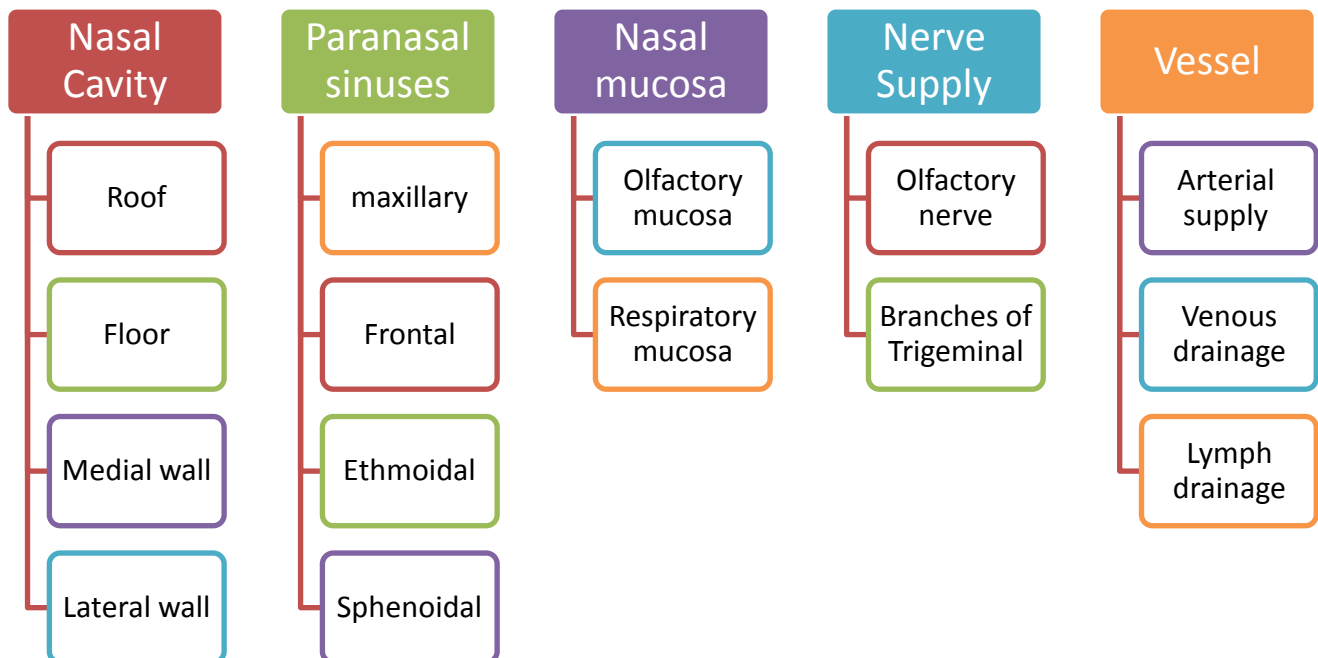 Nasal
Cavity
Roof
Floor
Medial wall
Lateral wall
Paranasal
sinuses
maxillary
Frontal
Ethmoidal
Sphenoidal
Nasal
mucosa
Olfactory
mucosa
Respiratory
mucosa
Nerve
Supply
Olfactory
nerve
Branches of
Trigeminal
Vessel
Arterial
supply
Venous
drainage
Lymph
drainage